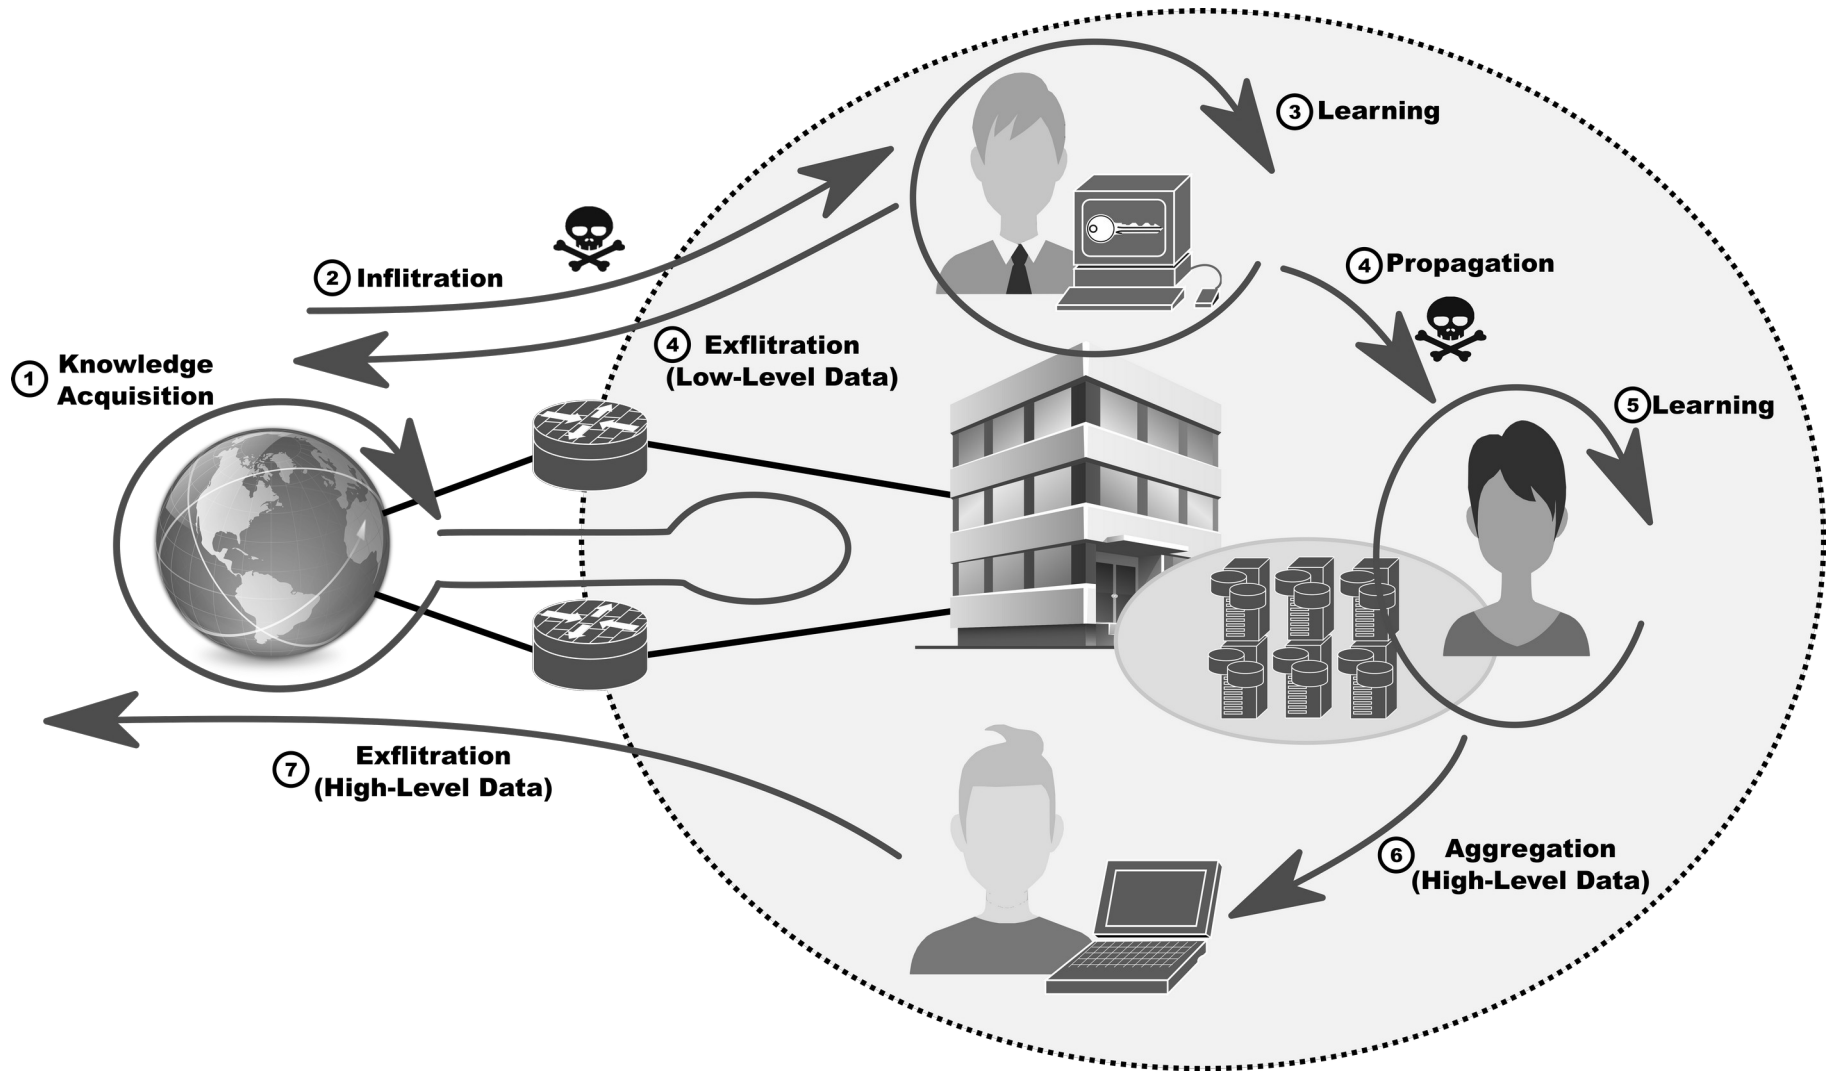 3 Learning
2 Inflitration
4 Propagation
4 Exflitration
(Low-Level Data)
1 Knowledge
Acquisition
5 Learning
7 Exflitration
(High-Level Data)
6 Aggregation
(High-Level Data)